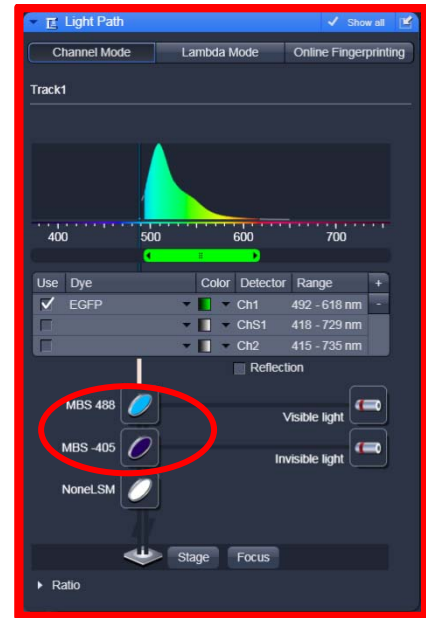 Light Path Show all
Channel Mode Lambda Mode Online Fingerprinting
Track1
400 500 600 700
Use Dye Color Detector Range +
EGFP Ch1 492 - 618 nm -
ChS1 418 - 729 nm
Ch2 415 - 735 nm
Reflection
MBS 488
Visible light
MBS -405
Invisible light
NoneLSM
Stage Focus
Ratio